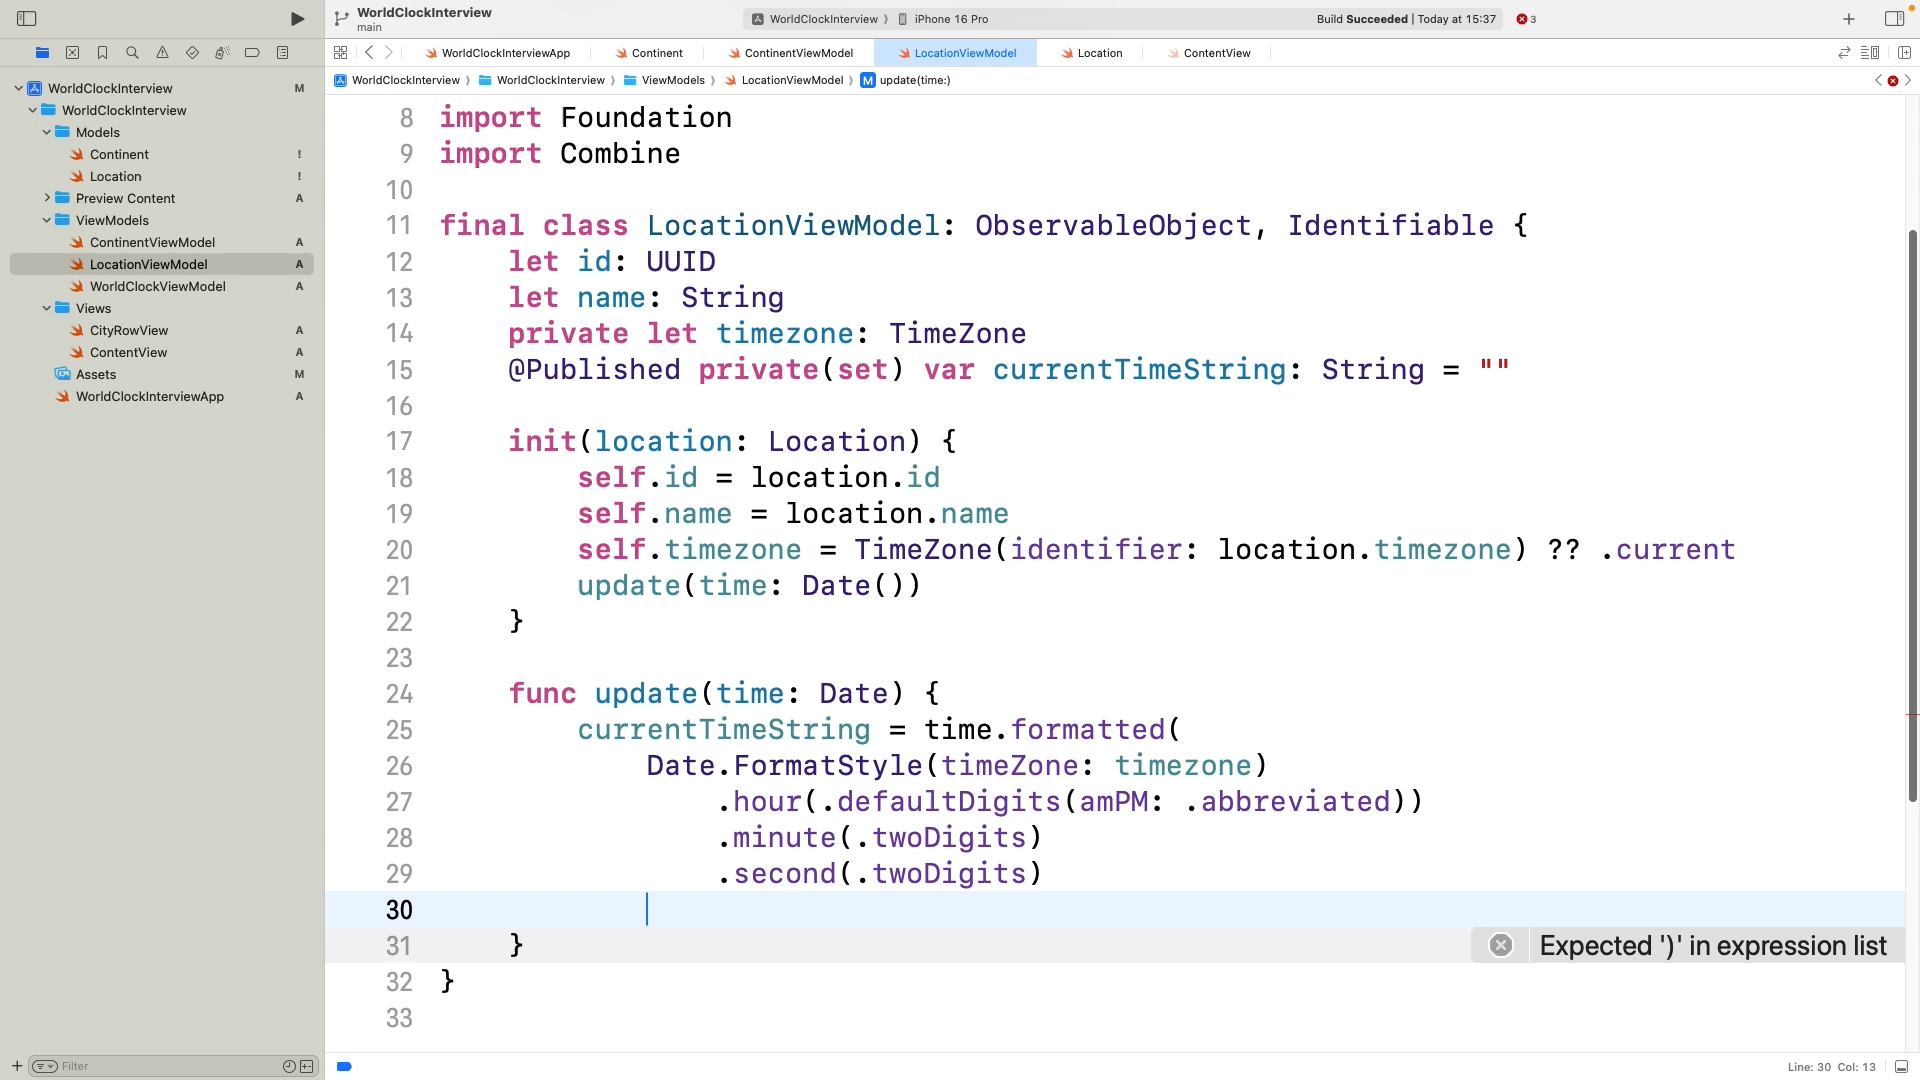 WorldClockInterview
main
WorldClockInterview 〉 iPhone 16 Pro
Build Succeeded | Today at 15:37
3
WorldClockInterviewApp
Continent
ContinentViewModel
LocationViewModel
Location
ContentView
WorldClockInterview 〉 WorldClockInterview 〉 ViewModels 〉 LocationViewModel 〉 M update(time:)
WorldClockInterview M
WorldClockInterview
Models
Continent !
Location !
Preview Content A
ViewModels
ContinentViewModel A
LocationViewModel A
WorldClockViewModel A
Views
CityRowView A
ContentView A
Assets M
WorldClockInterviewApp A
Filter
8 import Foundation
9 import Combine
10
11 final class LocationViewModel: ObservableObject, Identifiable {
12     let id: UUID
13     let name: String
14     private let timezone: TimeZone
15     @Published private(set) var currentTimeString: String = ""
16
17     init(location: Location) {
18         self.id = location.id
19         self.name = location.name
20         self.timezone = TimeZone(identifier: location.timezone) ?? .current
21         update(time: Date())
22     }
23
24     func update(time: Date) {
25         currentTimeString = time.formatted(
26             Date.FormatStyle(timeZone: timezone)
27                 .hour(.defaultDigits(amPM: .abbreviated))
28                 .minute(.twoDigits)
29                 .second(.twoDigits)
30
31     }
Expected ')' in expression list
32 }
33
Line: 30 Col: 13